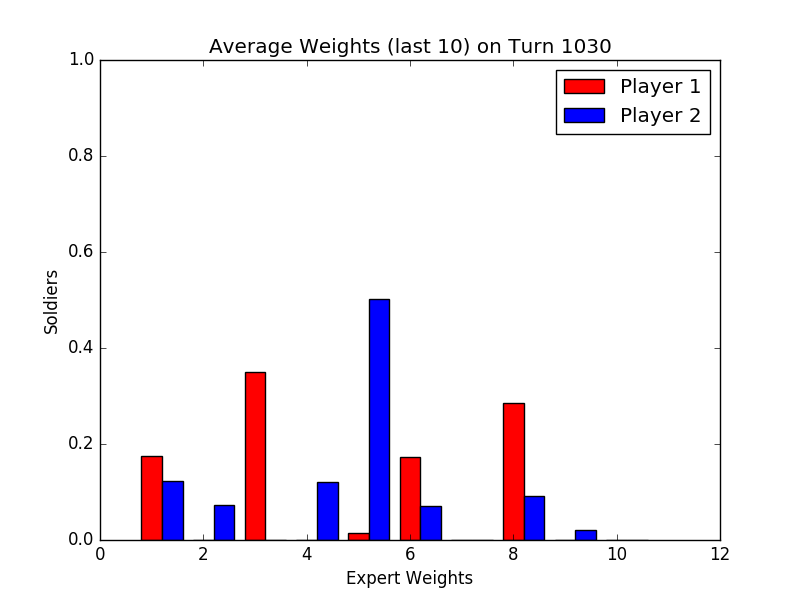 Average Weights (last 10) on Turn 1030
1.0
Player 1
Player 2
0.8
0.6
Soldiers
0.4
0.2
0.0
0 2 4 6 8 10 12
Expert Weights